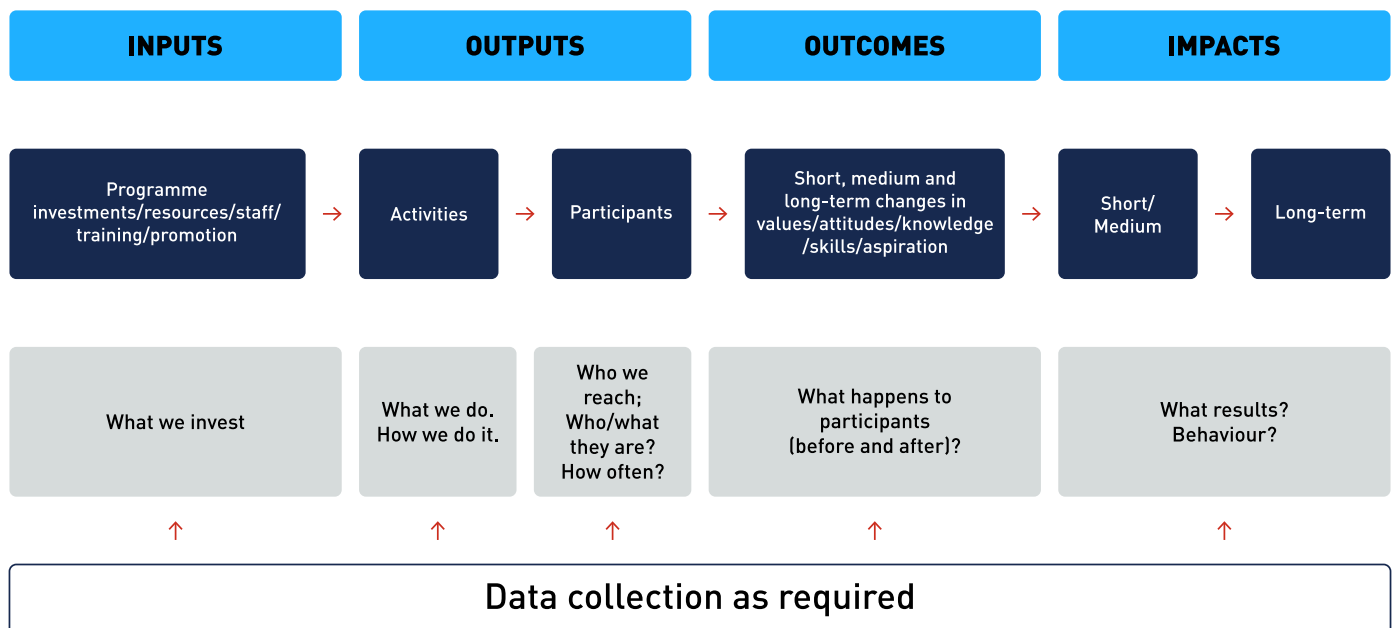 INPUTS
OUTPUTS
OUTCOMES
IMPACTS
Programme
investments/resources/staff/
training/promotion
Activities
Participants
Short, medium and
long-term changes in
values/attitudes/knowledge
/skills/aspiration
Short/
Medium
Long-term
What we invest
What we do.
How we do it.
Who we
reach;
Who/what
they are?
How often?
What happens to
participants
(before and after)?
What results?
Behaviour?
Data collection as required